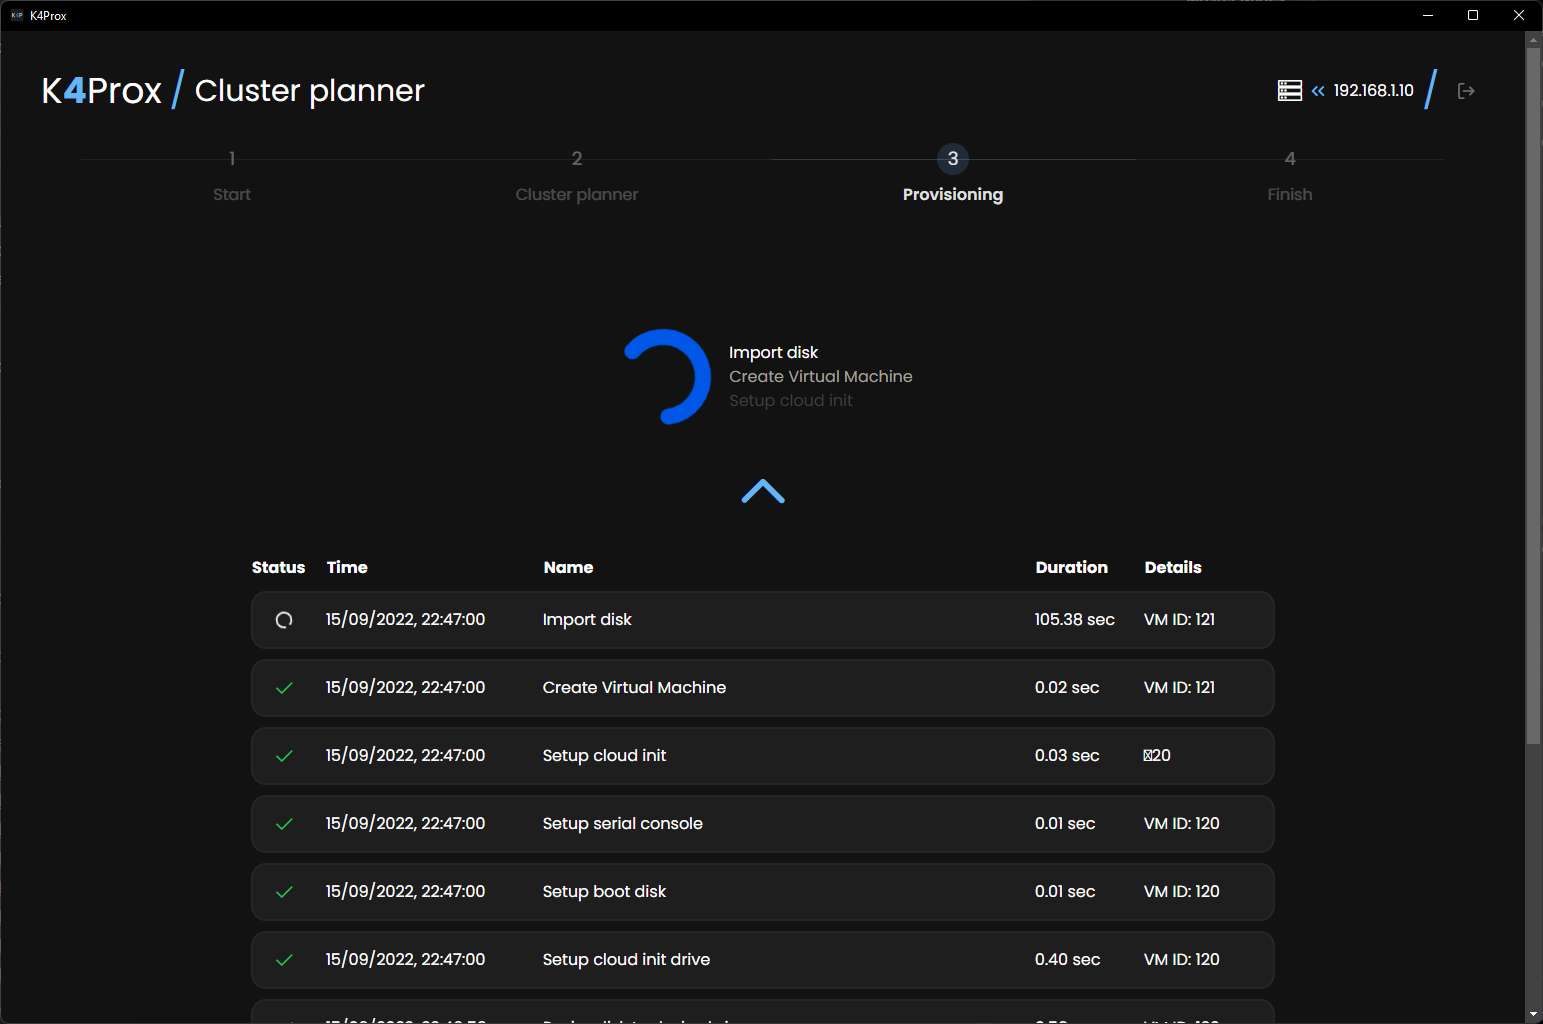 K4Prox
K4Prox / Cluster planner
« 192.168.1.10 /
1 2 3 4
Start Cluster planner Provisioning Finish
Import disk
Create Virtual Machine
Setup cloud init
Status Time Name Duration Details
15/09/2022, 22:47:00 Import disk 105.38 sec VM ID: 121
15/09/2022, 22:47:00 Create Virtual Machine 0.02 sec VM ID: 121
15/09/2022, 22:47:00 Setup cloud init 0.03 sec 20
15/09/2022, 22:47:00 Setup serial console 0.01 sec VM ID: 120
15/09/2022, 22:47:00 Setup boot disk 0.01 sec VM ID: 120
15/09/2022, 22:47:00 Setup cloud init drive 0.40 sec VM ID: 120